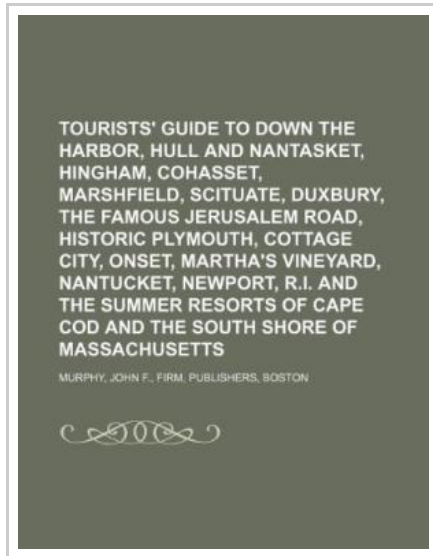 TOURISTS' GUIDE TO DOWN THE
HARBOR, HULL AND NANTASKET,
HINGHAM, COHASSET,
MARSHFIELD, SCITUATE, DUXBURY,
THE FAMOUS JERUSALEM ROAD,
HISTORIC PLYMOUTH, COTTAGE
CITY, ONSET, MARTHA'S VINEYARD,
NANTUCKET, NEWPORT, R.I. AND
THE SUMMER RESORTS OF CAPE
COD AND THE SOUTH SHORE OF
MASSACHUSETTS
MURPHY, JOHN F., FIRM, PUBLISHERS, BOSTON